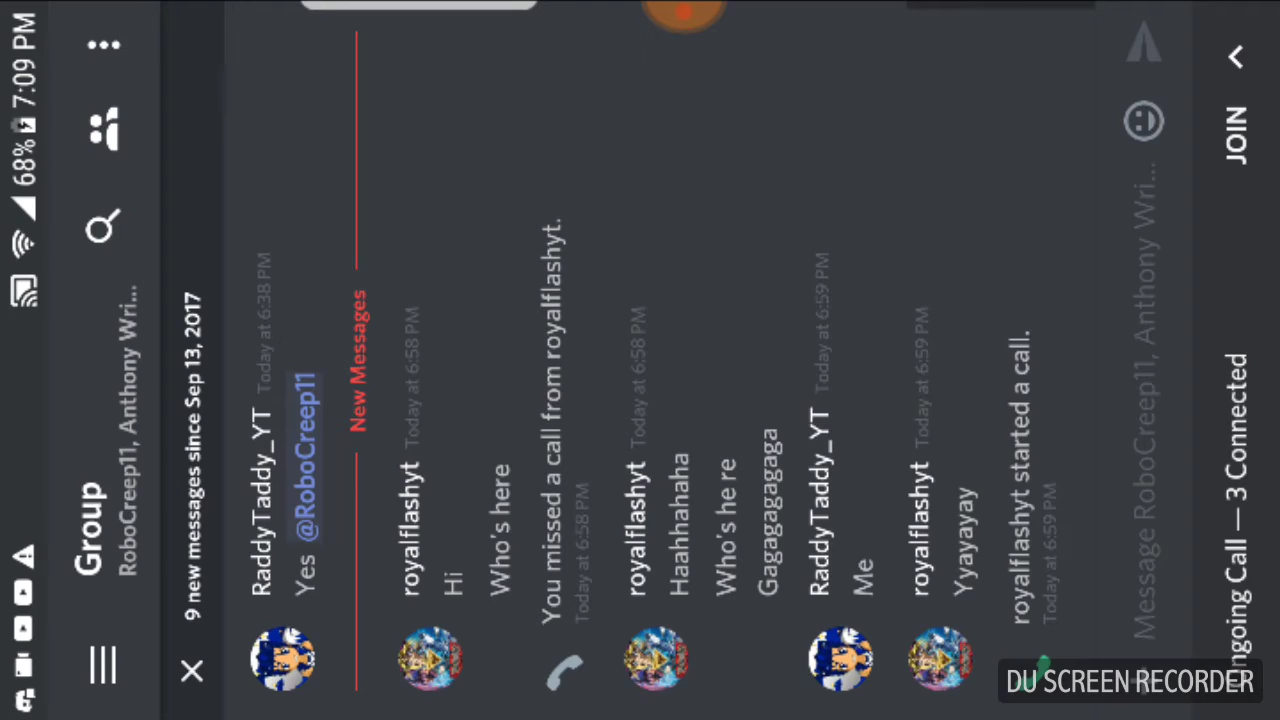 68% 7:09 PM
Group
RoboCreep11, Anthony Wri...
9 new messages since Sep 13, 2017
RaddyTaddy_YT Today at 6:38 PM
Yes @RoboCreep11
New Messages
royalflashyt Today at 6:58 PM
Hi
Who's here
You missed a call from royalflashyt.
Today at 6:58 PM
royalflashyt Today at 6:58 PM
Haahhahaha
Who's he re
Gagagagagaga
RaddyTaddy_YT Today at 6:59 PM
Me
royalflashyt Today at 6:59 PM
Yyayayay
royalflashyt started a call.
Today at 6:59 PM
Message RoboCreep11, Anthony Wri...
ngoing Call — 3 Connected JOIN
DU SCREEN RECORDER